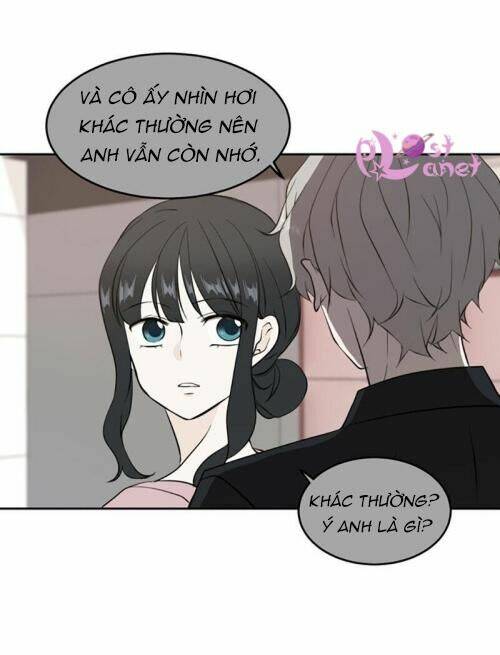 VÀ CÔ ẤY NHÌN HƠI
KHÁC THƯỜNG NÊN
ANH VẪN CÒN NHỚ.
Lost
Planet
KHÁC THƯỜNG?
Ý ANH LÀ GÌ?